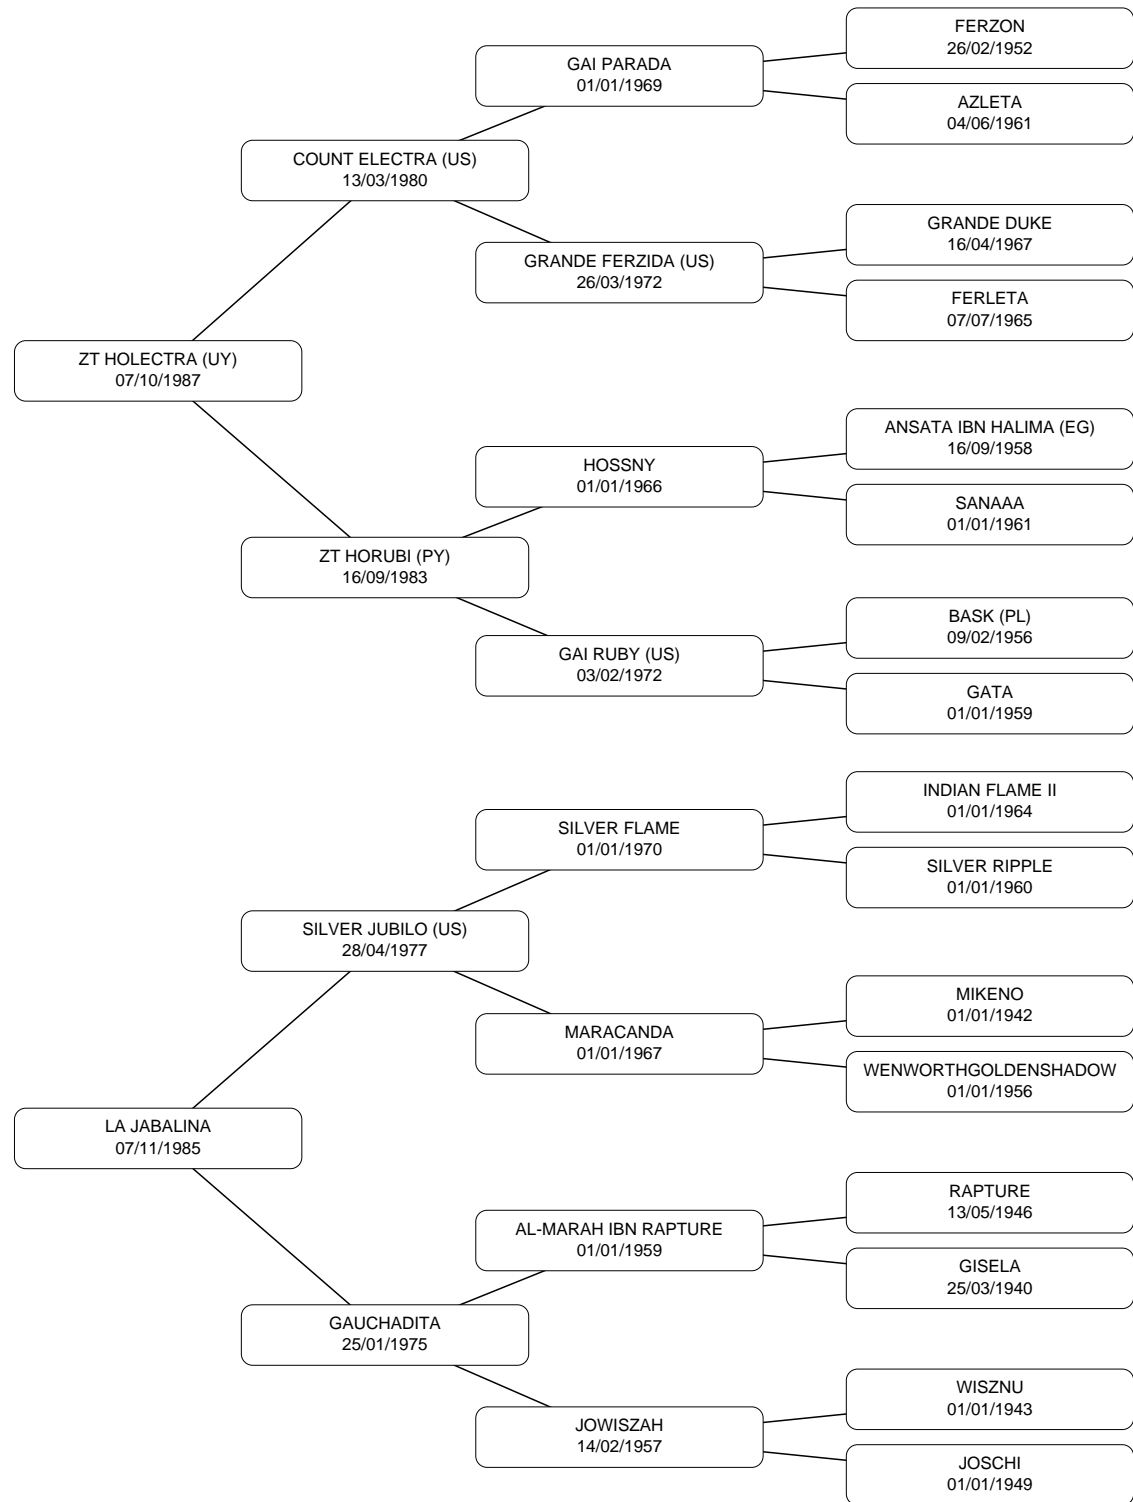 FERZON
26/02/1952
GAI PARADA
01/01/1969
AZLETA
04/06/1961
COUNT ELECTRA (US)
13/03/1980
GRANDE DUKE
16/04/1967
GRANDE FERZIDA (US)
26/03/1972
FERLETA
07/07/1965
ZT HOLECTRA (UY)
07/10/1987
ANSATA IBN HALIMA (EG)
16/09/1958
HOSSNY
01/01/1966
SANAAA
01/01/1961
ZT HORUBI (PY)
16/09/1983
BASK (PL)
09/02/1956
GAI RUBY (US)
03/02/1972
GATA
01/01/1959
INDIAN FLAME II
01/01/1964
SILVER FLAME
01/01/1970
SILVER RIPPLE
01/01/1960
SILVER JUBILO (US)
28/04/1977
MIKENO
01/01/1942
MARACANDA
01/01/1967
WENWORTHGOLDENSHADOW
01/01/1956
LA JABALINA
07/11/1985
RAPTURE
13/05/1946
AL-MARAH IBN RAPTURE
01/01/1959
GISELA
25/03/1940
GAUCHADITA
25/01/1975
WISZNU
01/01/1943
JOWISZAH
14/02/1957
JOSCHI
01/01/1949